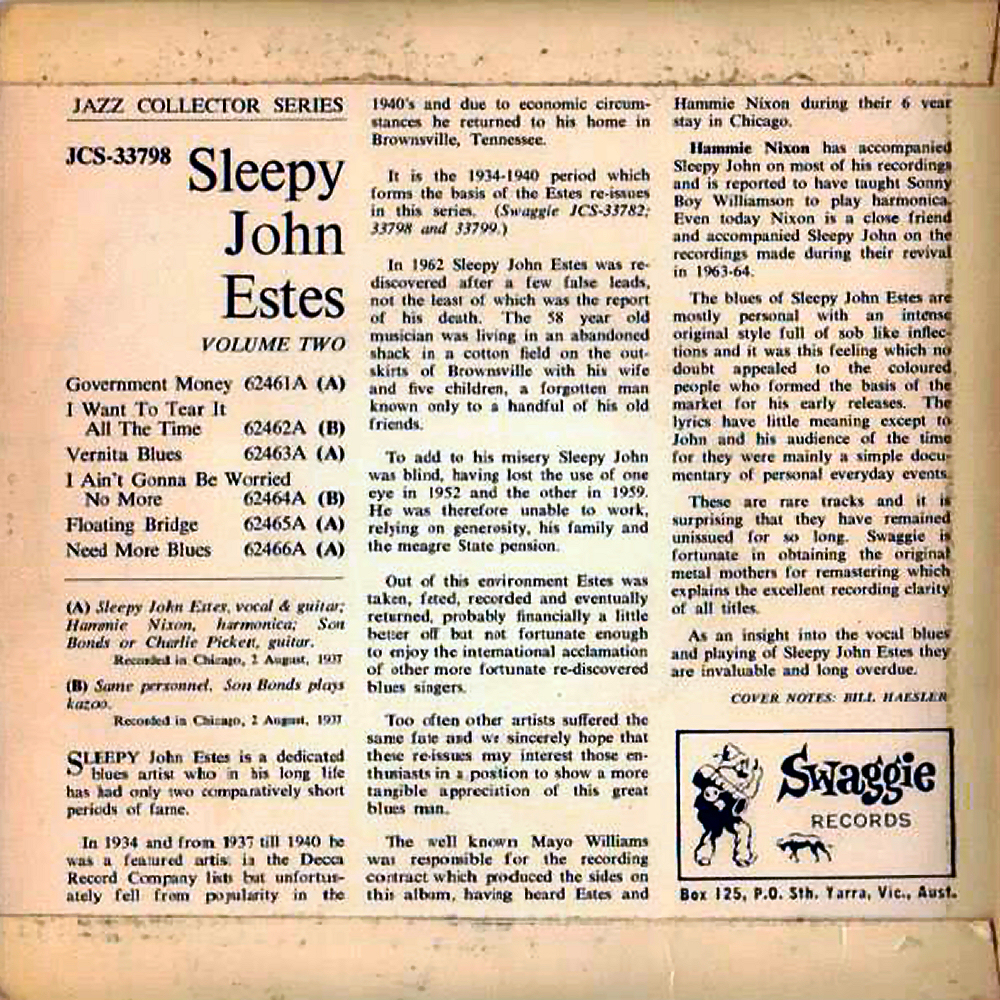 JAZZ COLLECTOR SERIES
JCS-33798
Sleepy
John
Estes
VOLUME TWO
Government Money 62461A (A)
I Want To Tear It
All The Time 62462A (B)
Vernita Blues 62463A (A)
I Ain't Gonna Be Worried
No More 62464A (B)
Floating Bridge 62465A (A)
Need More Blues 62466A (A)
(A) Sleepy John Estes, vocal & guitar;
Hammie Nixon, harmonica; Son
Bonds or Charlie Pickett, guitar.
Recorded in Chicago, 2 August, 1937
(B) Same personnel. Son Bonds plays
kazoo.
Recorded in Chicago, 2 August, 1937
SLEEPY John Estes is a dedicated
blues artist who in his long life
has had only two comparatively short
periods of fame.
In 1934 and from 1937 till 1940 he
was a featured artist in the Decca
Record Company lists but unfortun-
ately fell from popularity in the
1940's and due to economic circum-
stances he returned to his home in
Brownsville, Tennessee.
It is the 1934-1940 period which
forms the basis of the Estes re-issues
in this series. (Swaggie JCS-33782;
33798 and 33799.)
In 1962 Sleepy John Estes was re-
discovered after a few false leads,
not the least of which was the report
of his death. The 58 year old
musician was living in an abandoned
shack in a cotton field on the out-
skirts of Brownsville with his wife
and five children, a forgotten man
known only to a handful of his old
friends.
To add to his misery Sleepy John
was blind, having lost the use of one
eye in 1952 and the other in 1959.
He was therefore unable to work,
relying on generosity, his family and
the meagre State pension.
Out of this environment Estes was
taken, feted, recorded and eventually
returned, probably financially a little
better off but not fortunate enough
to enjoy the international acclamation
of other more fortunate re-discovered
blues singers.
Too often other artists suffered the
same fate and we sincerely hope that
these re-issues may interest those en-
thusiasts in a postion to show a more
tangible appreciation of this great
blues man.
The well known Mayo Williams
was responsible for the recording
contract which produced the sides on
this album, having heard Estes and
Hammie Nixon during their 6 year
stay in Chicago.
Hammie Nixon has accompanied
Sleepy John on most of his recordings
and is reported to have taught Sonny
Boy Williamson to play harmonica.
Even today Nixon is a close friend
and accompanied Sleepy John on the
recordings made during their revival
in 1963-64.
The blues of Sleepy John Estes are
mostly personal with an intense
original style full of sob like inflec-
tions and it was this feeling which no
doubt appealed to the coloured
people who formed the basis of the
market for his early releases. The
lyrics have little meaning except to
John and his audience of the time
for they were mainly a simple docu-
mentary of personal everyday events.
These are rare tracks and it is
surprising that they have remained
unissued for so long. Swaggie is
fortunate in obtaining the original
metal mothers for remastering which
explains the excellent recording clarity
of all titles.
As an insight into the vocal blues
and playing of Sleepy John Estes they
are invaluable and long overdue.
COVER NOTES: BILL HAESLER
Swaggie
RECORDS
Box 125, P.O. Sth. Yarra, Vic., Aust.